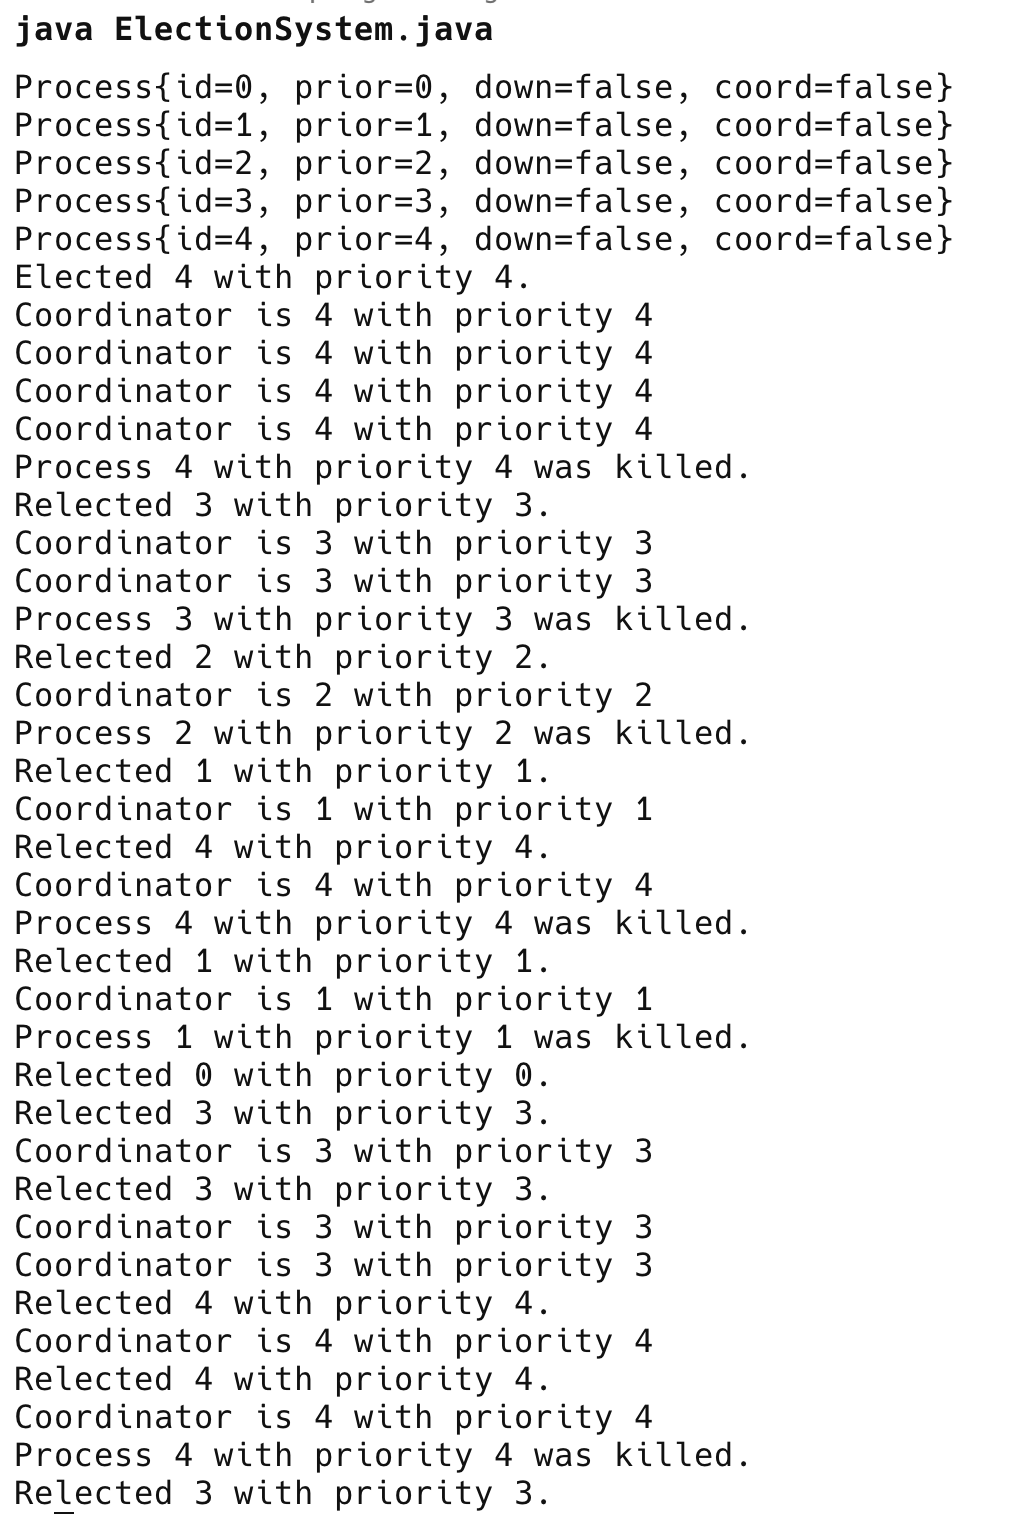 java ElectionSystem.java
Process{id=0, prior=0, down=false, coord=false}
Process{id=1, prior=1, down=false, coord=false}
Process{id=2, prior=2, down=false, coord=false}
Process{id=3, prior=3, down=false, coord=false}
Process{id=4, prior=4, down=false, coord=false}
Elected 4 with priority 4.
Coordinator is 4 with priority 4
Coordinator is 4 with priority 4
Coordinator is 4 with priority 4
Coordinator is 4 with priority 4
Process 4 with priority 4 was killed.
Relected 3 with priority 3.
Coordinator is 3 with priority 3
Coordinator is 3 with priority 3
Process 3 with priority 3 was killed.
Relected 2 with priority 2.
Coordinator is 2 with priority 2
Process 2 with priority 2 was killed.
Relected 1 with priority 1.
Coordinator is 1 with priority 1
Relected 4 with priority 4.
Coordinator is 4 with priority 4
Process 4 with priority 4 was killed.
Relected 1 with priority 1.
Coordinator is 1 with priority 1
Process 1 with priority 1 was killed.
Relected 0 with priority 0.
Relected 3 with priority 3.
Coordinator is 3 with priority 3
Relected 3 with priority 3.
Coordinator is 3 with priority 3
Coordinator is 3 with priority 3
Relected 4 with priority 4.
Coordinator is 4 with priority 4
Relected 4 with priority 4.
Coordinator is 4 with priority 4
Process 4 with priority 4 was killed.
Relected 3 with priority 3.